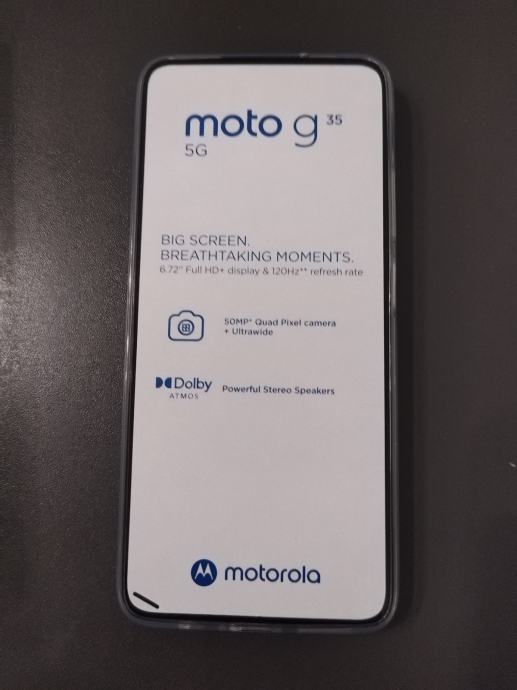 moto g 35
5G
BIG SCREEN.
BREATHTAKING MOMENTS.
6.72" Full HD+ display & 120Hz** refresh rate
50MP* Quad Pixel camera
+ Ultrawide
Dolby
ATMOS
Powerful Stereo Speakers
motorola